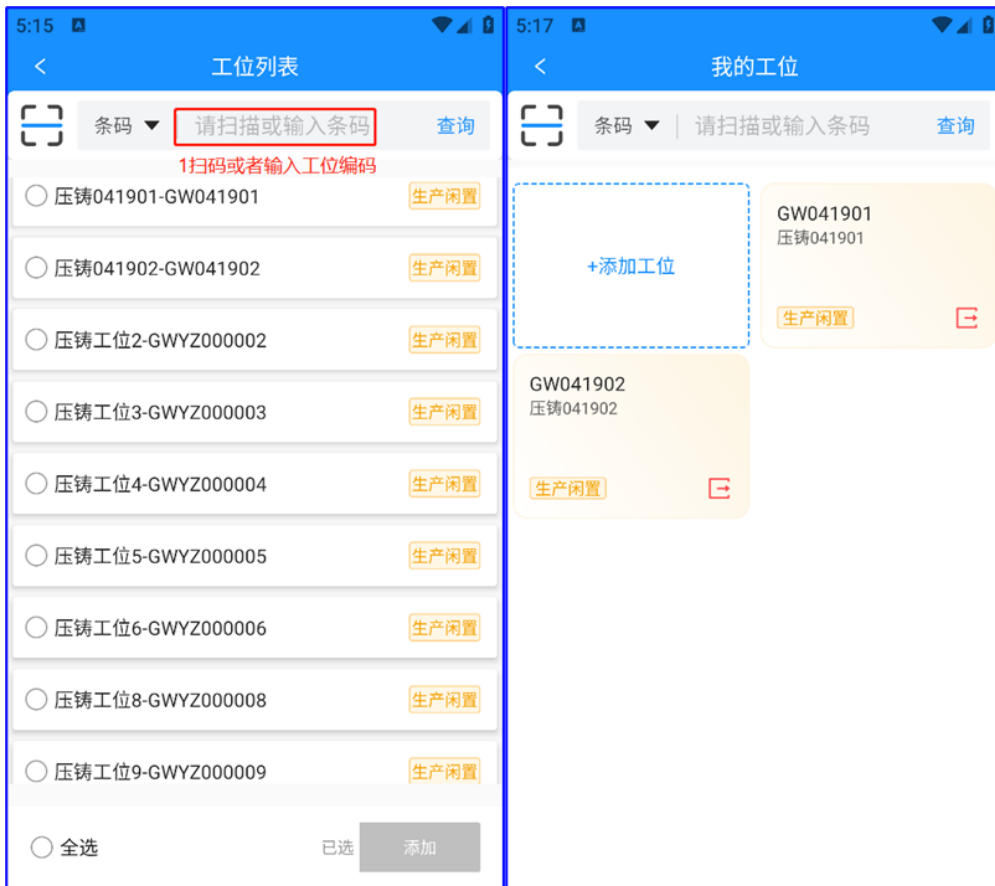 5:15
工位列表
条码 请扫描或输入条码 查询
1扫码或者输入工位编码
压铸041901-GW041901 生产闲置
压铸041902-GW041902 生产闲置
压铸工位2-GWYZ000002 生产闲置
压铸工位3-GWYZ000003 生产闲置
压铸工位4-GWYZ000004 生产闲置
压铸工位5-GWYZ000005 生产闲置
压铸工位6-GWYZ000006 生产闲置
压铸工位8-GWYZ000008 生产闲置
压铸工位9-GWYZ000009 生产闲置
全选 已选 添加
5:17
我的工位
条码 请扫描或输入条码 查询
+添加工位
GW041901
压铸041901
生产闲置
GW041902
压铸041902
生产闲置